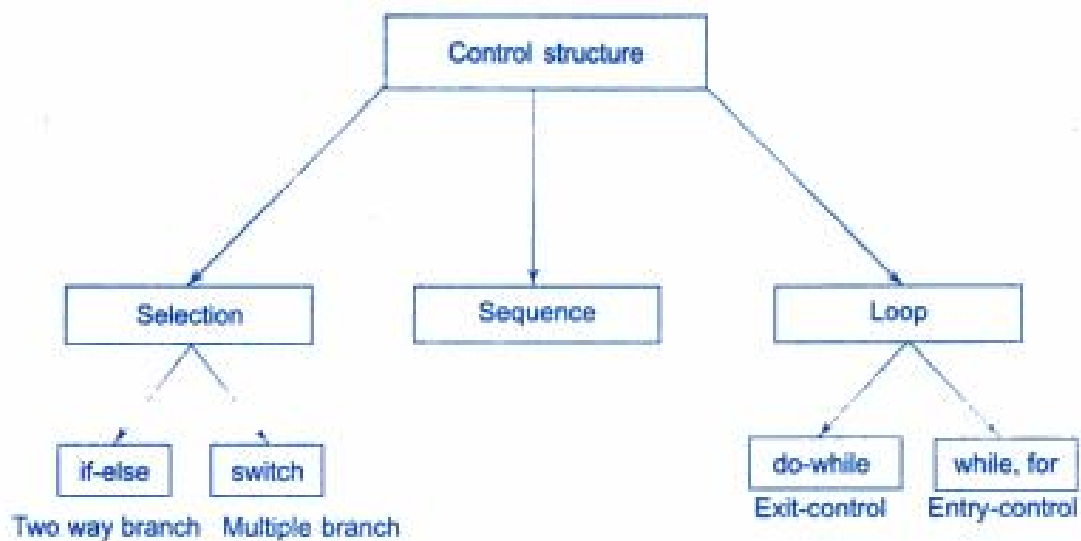 Control structure
Selection
Sequence
Loop
if-else
switch
do-while
while, for
Two way branch
Multiple branch
Exit-control
Entry-control